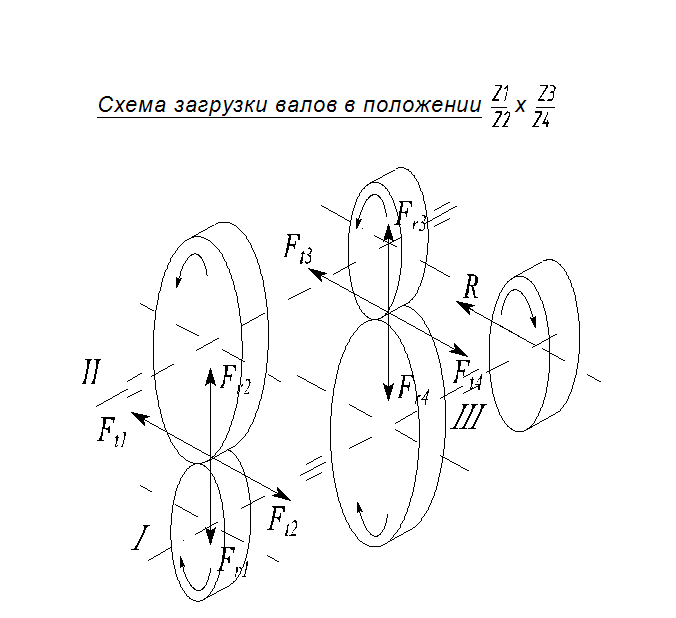 Схема загрузки валов в положении Z1/Z2 x Z3/Z4
Fr3
Ft3
R
II
Fr2
Ft4
Fr4
III
Ft1
Ft2
I
Fr1